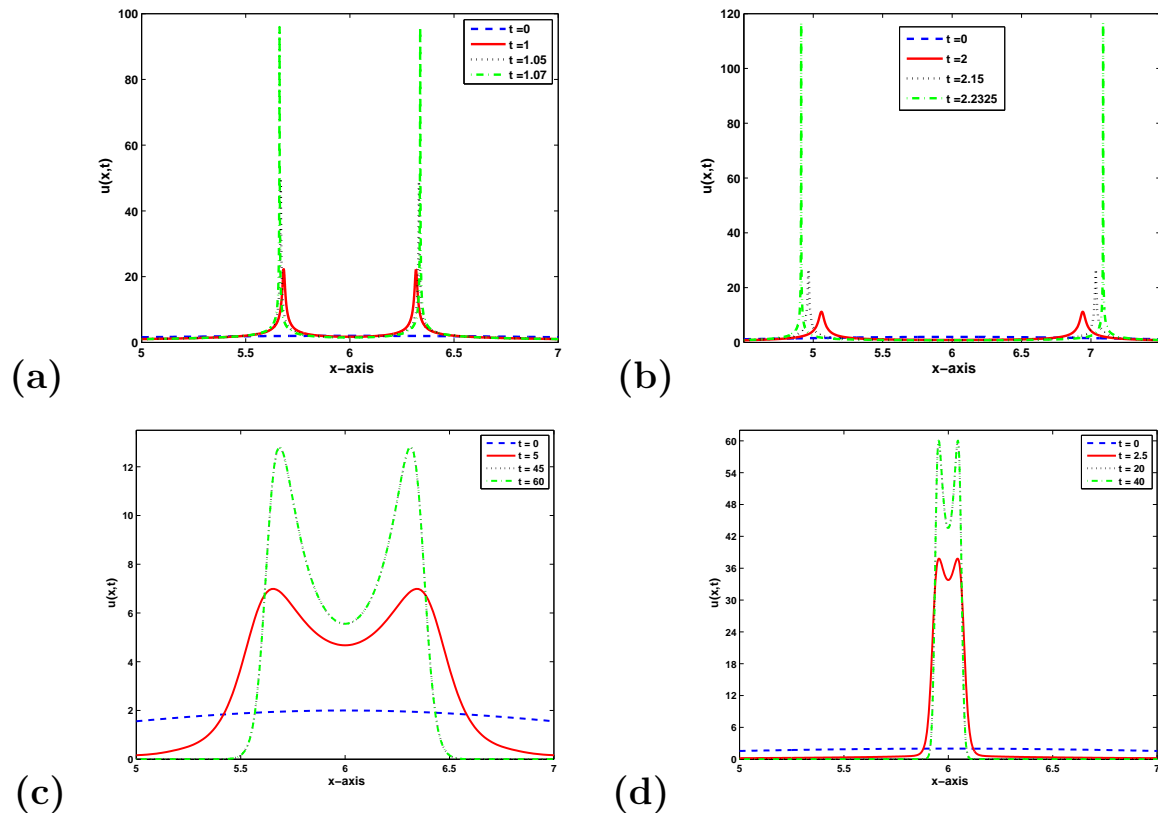 100
80
60
40
20
0
u(x,t)
5
5.5
6
6.5
7
x−axis
t =0
t =1
t =1.05
t =1.07
(a)
120
100
80
60
40
20
0
u(x,t)
5
5.5
6
6.5
7
x−axis
t =0
t =2
t =2.15
t =2.2325
(b)
12
10
8
6
4
2
0
u(x,t)
5
5.5
6
6.5
7
x−axis
t = 0
t = 5
t = 45
t = 60
(c)
60
54
48
42
36
30
24
18
12
6
3
0
u(x,t)
5
5.5
6
6.5
7
x−axis
t = 0
t = 2.5
t = 20
t = 40
(d)